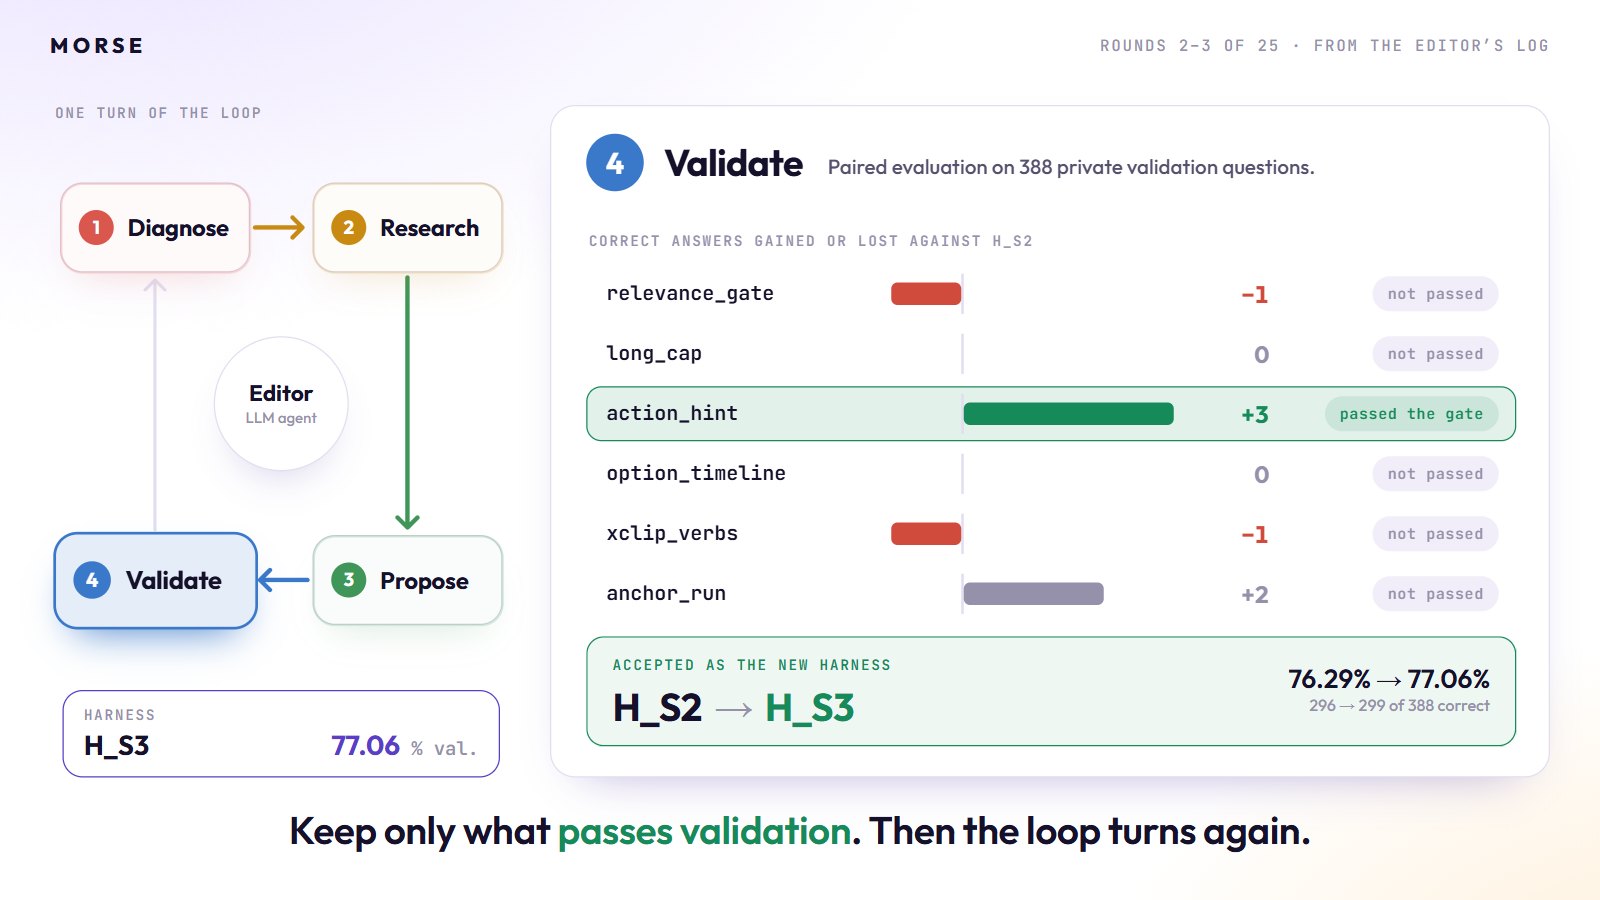 MORSE
ROUNDS 2–3 OF 25 · FROM THE EDITOR’S LOG
ONE TURN OF THE LOOP
1 Diagnose
2 Research
Editor
LLM agent
4 Validate
3 Propose
HARNESS
H_S3 77.06 % val.
4 Validate Paired evaluation on 388 private validation questions.
CORRECT ANSWERS GAINED OR LOST AGAINST H_S2
relevance_gate −1 not passed
long_cap 0 not passed
action_hint +3 passed the gate
option_timeline 0 not passed
xclip_verbs −1 not passed
anchor_run +2 not passed
ACCEPTED AS THE NEW HARNESS
H_S2 → H_S3
76.29% → 77.06%
296 → 299 of 388 correct
Keep only what passes validation. Then the loop turns again.